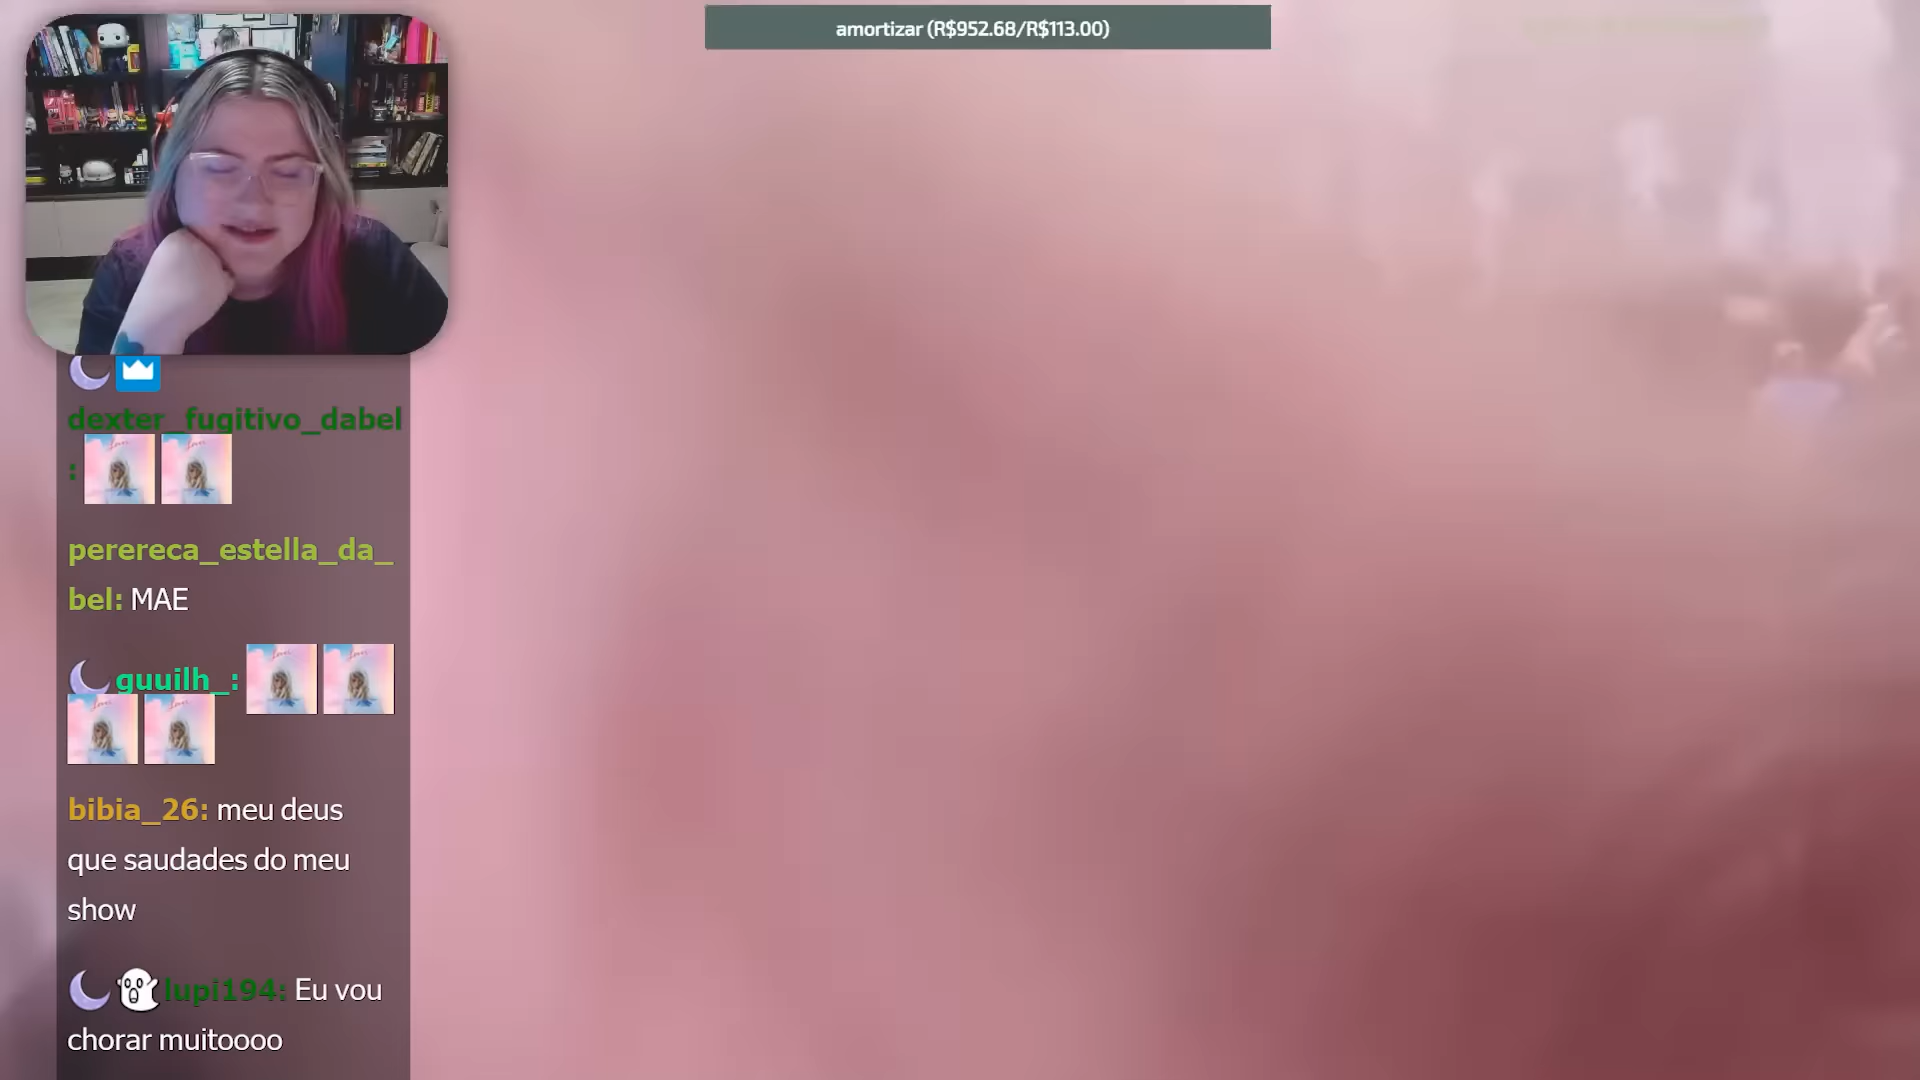 amortizar (R$952.68/R$113.00)
dexter_fugitivo_dabel
:
perereca_estella_da_
bel: MAE
guuilh_:
bibia_26: meu deus
que saudades do meu
show
lupi194: Eu vou
chorar muitoooo